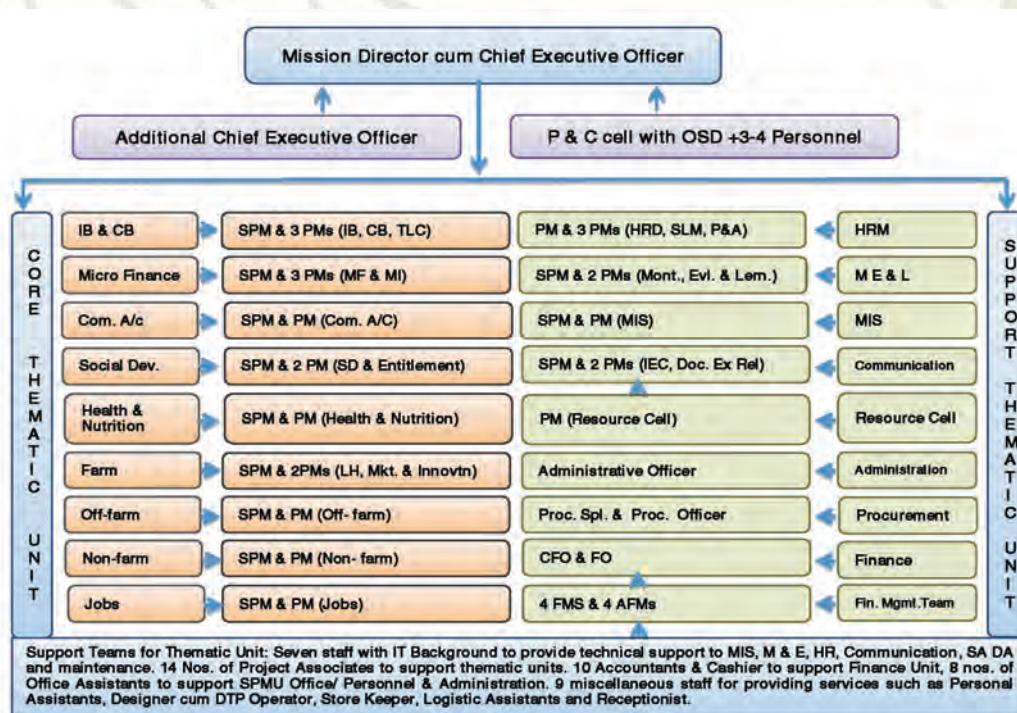 Mission Director cum Chief Executive Officer
Additional Chief Executive Officer
P & C cell with OSD +3-4 Personnel
CORE THEMATIC UNIT
IB & CB
SPM & 3 PMs (IB, CB, TLC)
PM & 3 PMs (HRD, SLM, P&A)
HRM
Micro Finance
SPM & 3 PMs (MF & MI)
SPM & 2 PMs (Mont., Evl. & Lern.)
M E & L
Com. A/c
SPM & PM (Com. A/C)
SPM & PM (MIS)
MIS
Social Dev.
SPM & 2 PM (SD & Entitlement)
SPM & 2 PMs (IEC, Doc. Ex Rel)
Communication
Health &
Nutrition
SPM & PM (Health & Nutrition)
PM (Resource Cell)
Resource Cell
Farm
SPM & 2PMs (LH, Mkt. & Innovtn)
Administrative Officer
Administration
Off-farm
SPM & PM (Off- farm)
Proc. Spl. & Proc. Officer
Procurement
Non-farm
SPM & PM (Non- farm)
CFO & FO
Finance
Jobs
SPM & PM (Jobs)
4 FMS & 4 AFMs
Fin. Mgmt.Team
SUPPORT THEMATIC UNIT
Support Teams for Thematic Unit: Seven staff with IT Background to provide technical support to MIS, M & E, HR, Communication, SA DA
and maintenance. 14 Nos. of Project Associates to support thematic units. 10 Accountants & Cashier to support Finance Unit, 8 nos. of
Office Assistants to support SPMU Office/ Personnel & Administration. 9 miscellaneous staff for providing services such as Personal
Assistants, Designer cum DTP Operator, Store Keeper, Logistic Assistants and Receptionist.